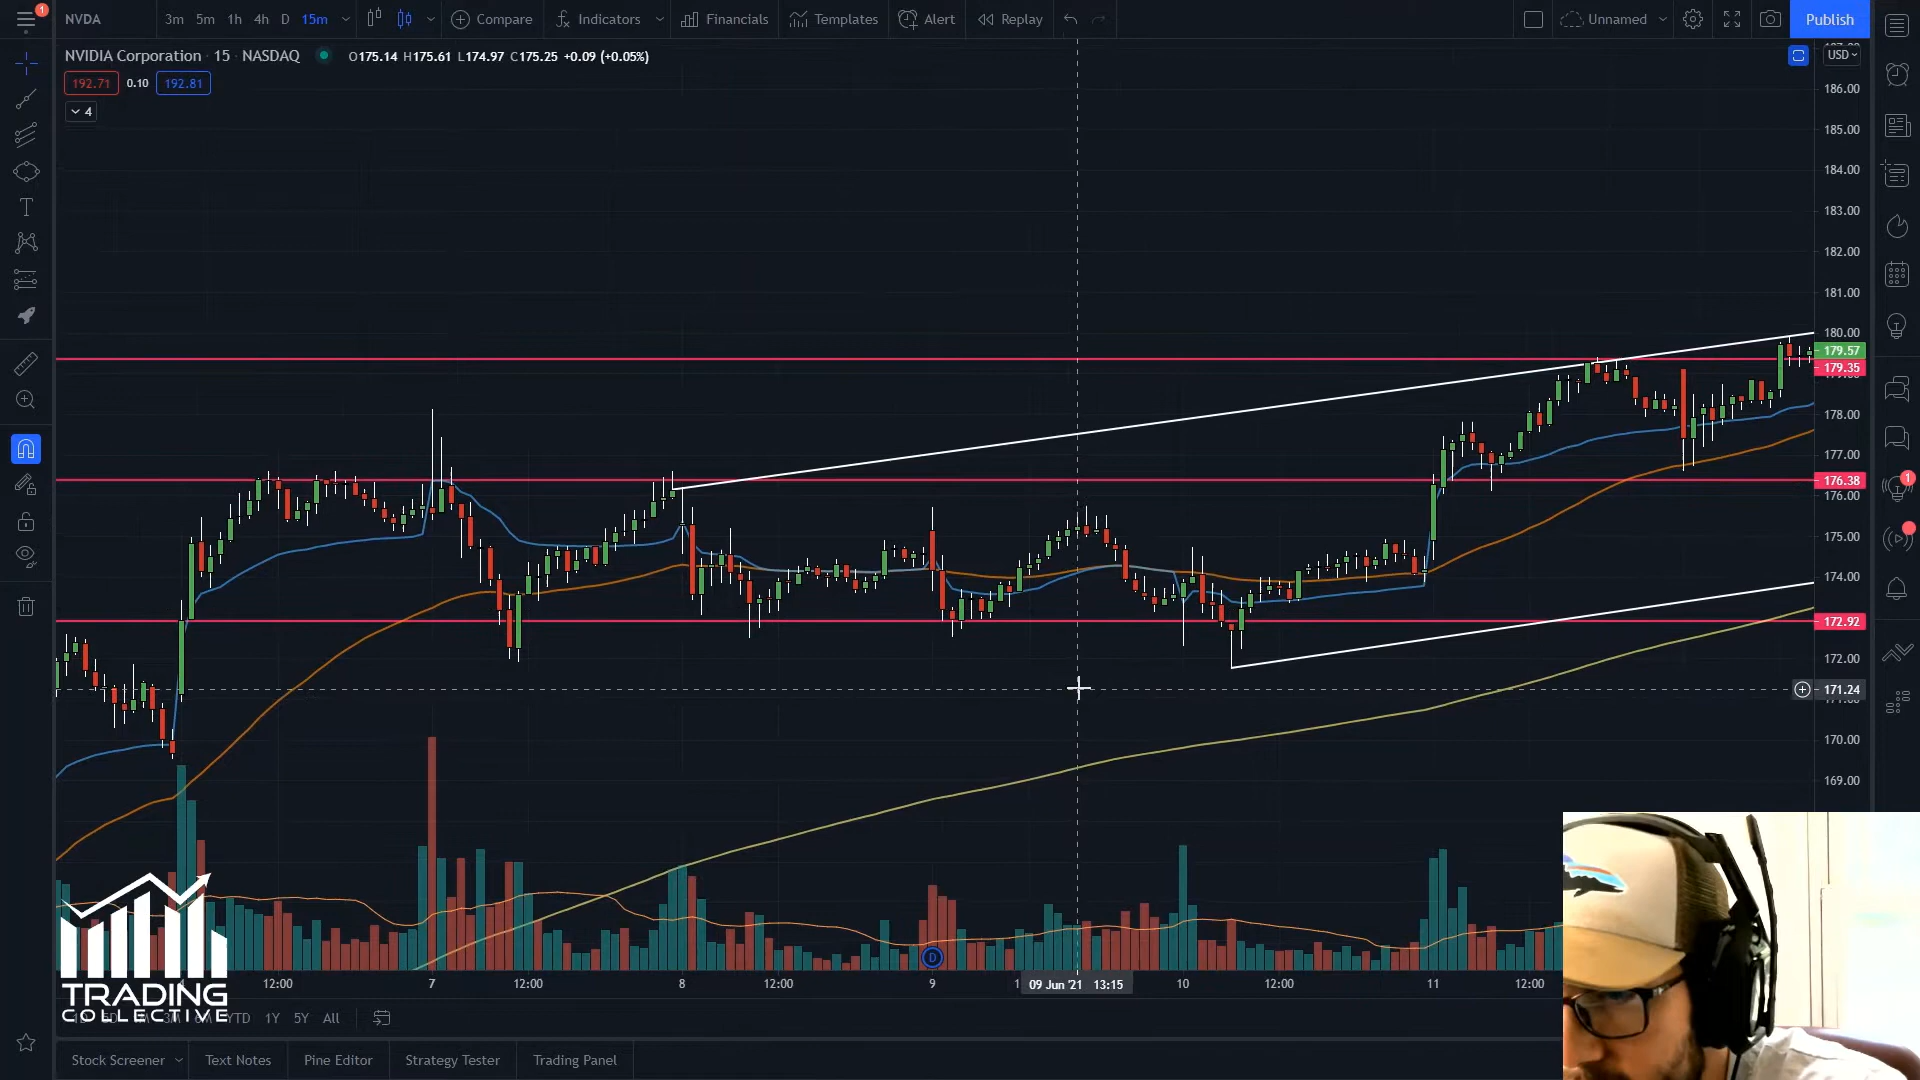 NVDA 3m 5m 1h 4h D 15m Compare Indicators Financials Templates Alert Replay Unnamed Publish
1
NVIDIA Corporation · 15 · NASDAQ O175.14 H175.61 L174.97 C175.25 +0.09 (+0.05%)
USD
192.71 0.10 192.81
4
186.00
185.00
184.00
183.00
182.00
181.00
180.00
179.57
179.35
178.00
177.00
176.38
176.00
175.00
174.00
172.92
172.00
171.24
170.00
169.00
1
T
D
12:00 7 12:00 8 12:00 9 09 Jun '21 13:15 10 12:00 11 12:00
TRADING
COLLECTIVE
YTD 1Y 5Y All
Stock Screener Text Notes Pine Editor Strategy Tester Trading Panel